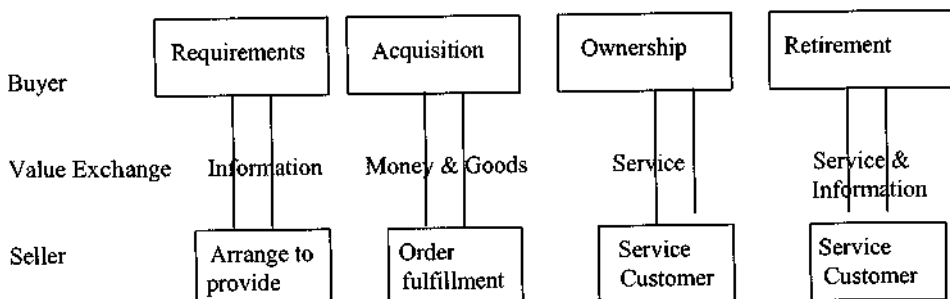 Requirements
Acquisition
Ownership
Retirement
Buyer
Value Exchange
Information
Money & Goods
Service
Service &
Information
Seller
Arrange to
provide
Order
fulfillment
Service
Customer
Service
Customer